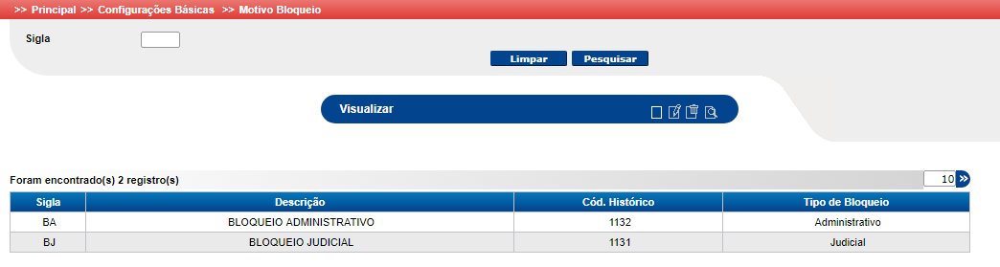 >> Principal >> Configurações Básicas >> Motivo Bloqueio
Sigla
Limpar Pesquisar
Visualizar
Foram encontrado(s) 2 registro(s) 10 »
Sigla Descrição Cód. Histórico Tipo de Bloqueio
BA BLOQUEIO ADMINISTRATIVO 1132 Administrativo
BJ BLOQUEIO JUDICIAL 1131 Judicial